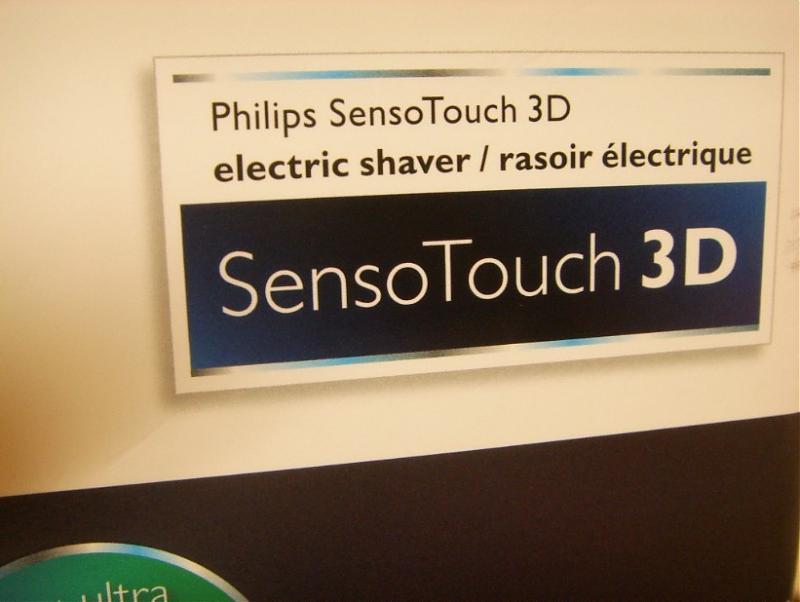 Philips SensoTouch 3D
electric shaver / rasoir électrique
SensoTouch 3D
ultra